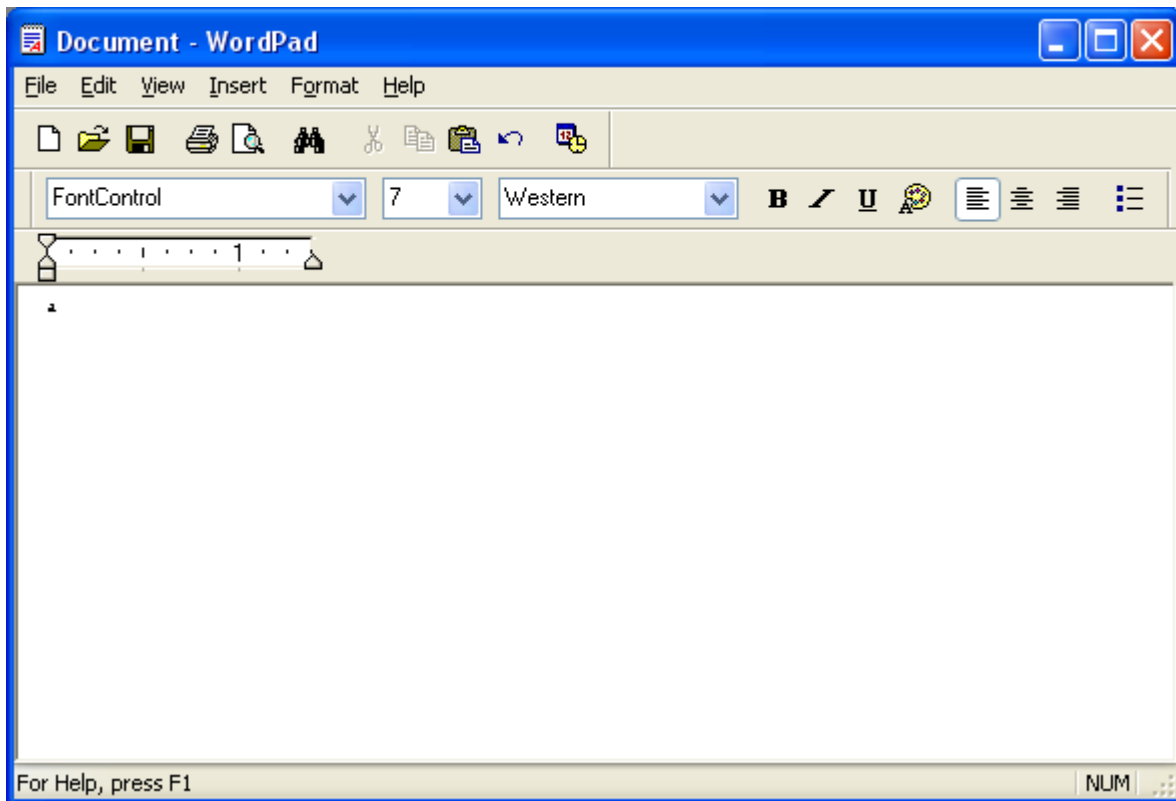 Document - WordPad
File Edit View Insert Format Help
FontControl 7 Western B U
1
For Help, press F1 NUM